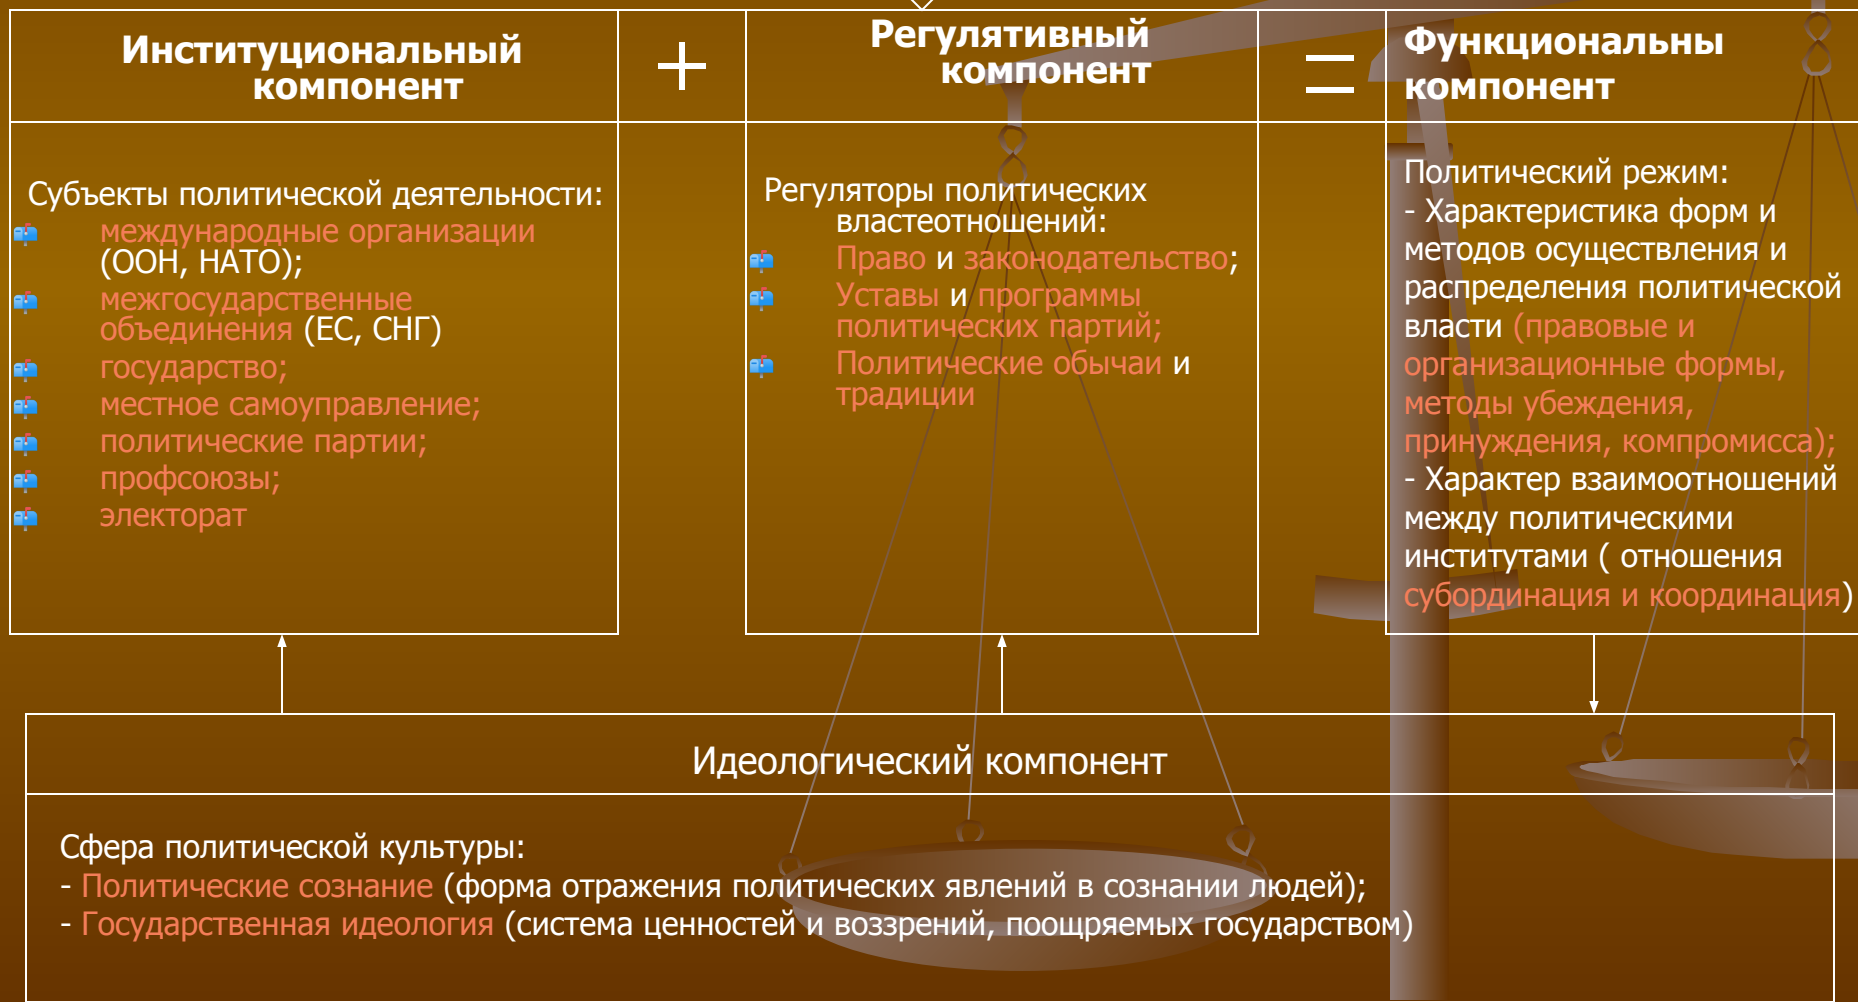 Институциональный
компонент
+
Регулятивный
компонент
=
Функциональны
компонент
Субъекты политической деятельности:
международные организации
(ООН, НАТО);
межгосударственные
объединения (ЕС, СНГ)
государство;
местное самоуправление;
политические партии;
профсоюзы;
электорат
Регуляторы политических
властеотношений:
Право и законодательство;
Уставы и программы
политических партий;
Политические обычаи и
традиции
Политический режим:
- Характеристика форм и
методов осуществления и
распределения политической
власти (правовые и
организационные формы,
методы убеждения,
принуждения, компромисса);
- Характер взаимоотношений
между политическими
институтами ( отношения
субординация и координация)
Идеологический компонент
Сфера политической культуры:
- Политические сознание (форма отражения политических явлений в сознании людей);
- Государственная идеология (система ценностей и воззрений, поощряемых государством)